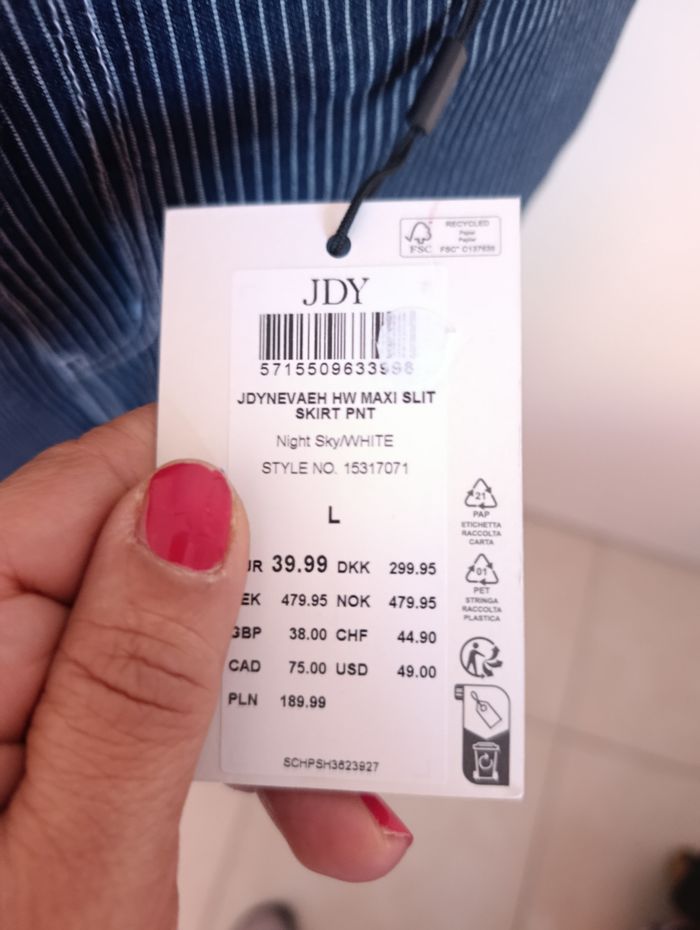 RECYCLED
FSC
JDY
JDYNEVAEH HW MAXI SLIT
SKIRT PNT
Night Sky/WHITE
STYLE NO. 15317071
L
39.99 DKK 299.95
479.95 NOK 479.95
GBP 38.00 CHF 44.90
CAD 75.00 USD 49.00
PLN 189.99
SCHPSH3623927
21
PAP
ETICHETTA
RACCOLTA
CARTA
01
PET
STRINGA
RACCOLTA
PLASTICA